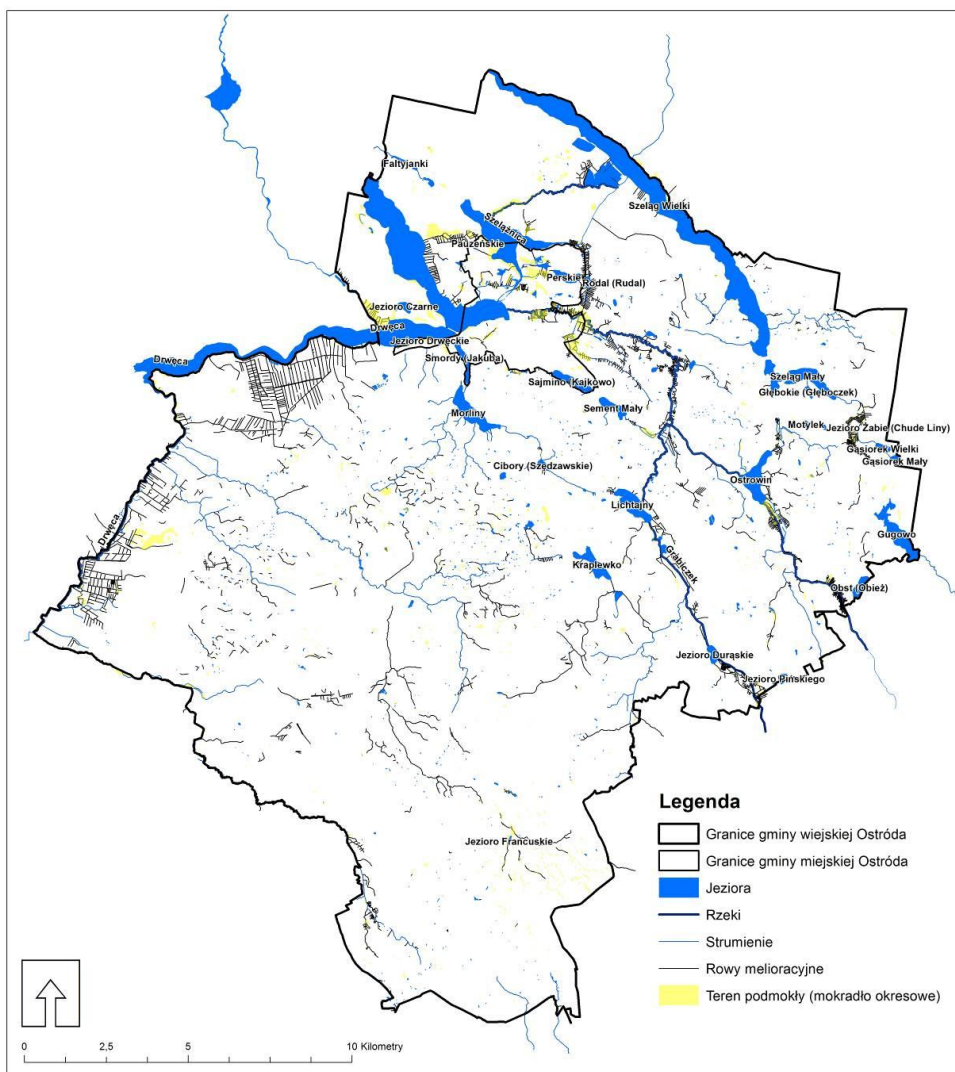 Faltyjanki
Szeląg Wielki
Szelążnica
Pauzeńskie
Perskie
Rodal (Rudal)
Jezioro Czarne
Drwęca
Jezioro Drwęckie
Drwęca
Smordy (Jakuba)
Sajmino (Kajkowo)
Szeląg Mały
Głębokie (Głęboczek)
Sement Mały
Morliny
Motylek
Jezioro Żabie (Chude Liny)
Gąsiorek Wielki
Gąsiorek Mały
Cibory (Szędzawskie)
Ostrowin
Lichtajny
Drwęca
Gugowo
Grabiczek
Kraplewko
Obst (Obież)
Jezioro Durąskie
Jezioro Pińskiego
Jezioro Francuskie
Legenda
Granice gminy wiejskiej Ostróda
Granice gminy miejskiej Ostróda
Jeziora
Rzeki
Strumienie
Rowy melioracyjne
Teren podmokły (mokradło okresowe)
0 2,5 5 10 Kilometry